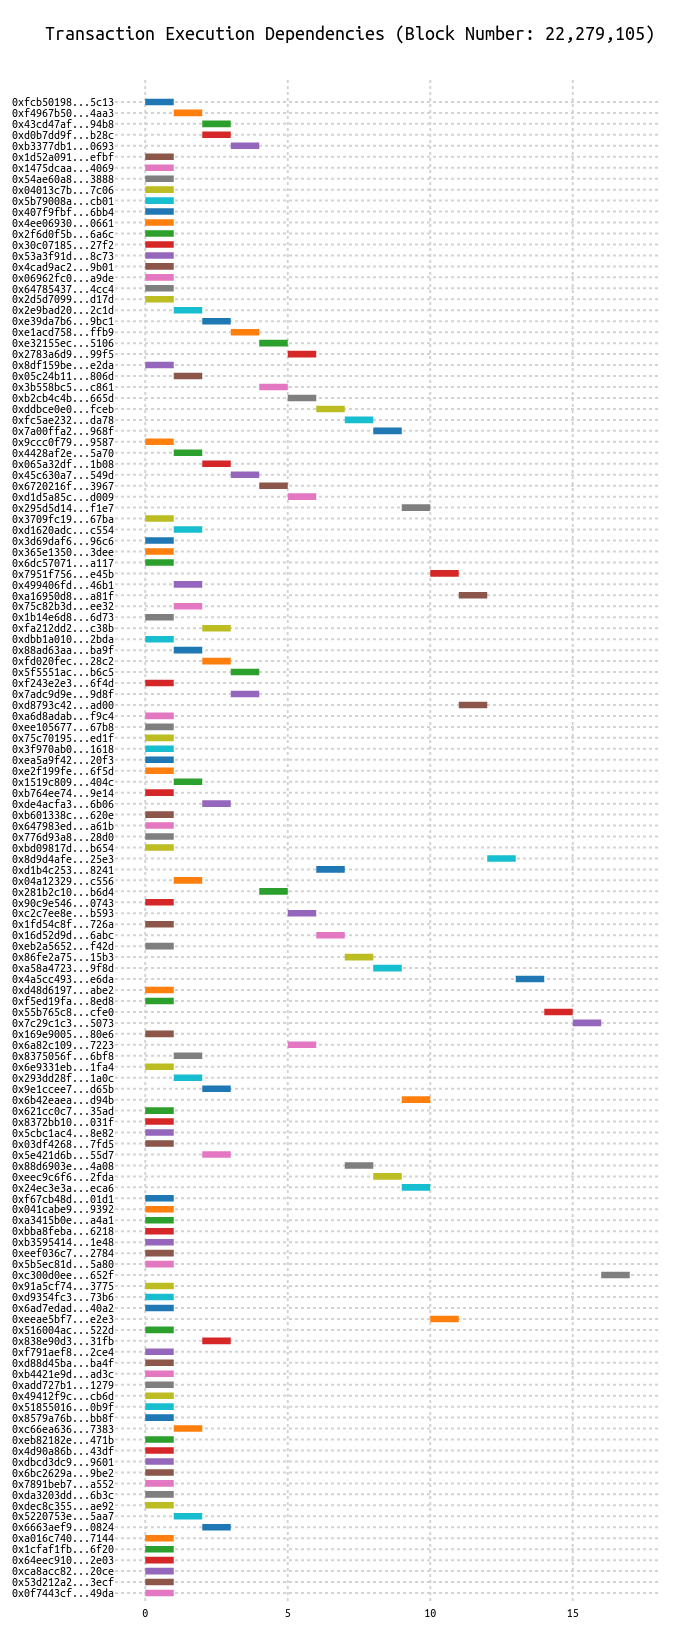 Transaction Execution Dependencies (Block Number: 22,279,105)
0xfcb50198...5c13
0xf4967b50...4aa3
0x43cd47af...94b8
0xd0b7dd9f...b28c
0xb3377db1...0693
0x1d52a091...efbf
0x1475dcaa...4069
0x54ae60a8...3888
0x04013c7b...7c06
0x5b79008a...cb01
0x407f9fbf...6bb4
0x4ee06930...0661
0x2f6d0f5b...6a6c
0x30c07185...27f2
0x53a3f91d...8c73
0x4cad9ac2...9b01
0x06962fc0...a9de
0x64785437...4cc4
0x2d5d7099...d17d
0x2e9bad20...2c1d
0xe39da7b6...9bc1
0xe1acd758...ffb9
0xe32155ec...5106
0x2783a6d9...99f5
0x8df159be...e2da
0x05c24b11...806d
0x3b558bc5...c861
0xb2cb4c4b...665d
0xddbce0e0...fceb
0xfc5ae232...da78
0x7a00ffa2...968f
0x9ccc0f79...9587
0x4428af2e...5a70
0x065a32df...1b08
0x45c630a7...549d
0x6720216f...3967
0xd1d5a85c...d009
0x295d5d14...f1e7
0x3709fc19...67ba
0xd1620adc...c554
0x3d69daf6...96c6
0x365e1350...3dee
0x6dc57071...a117
0x7951f756...e45b
0x499406fd...46b1
0xa16950d8...a81f
0x75c82b3d...ee32
0x1b14e6d8...6d73
0xfa212dd2...c38b
0xdbb1a010...2bda
0x88ad63aa...ba9f
0xfd020fec...28c2
0x5f5551ac...b6c5
0xf243e2e3...6f4d
0x7adc9d9e...9d8f
0xd8793c42...ad00
0xa6d8adab...f9c4
0xee105677...67b8
0x75c70195...ed1f
0x3f970ab0...1618
0xea5a9f42...20f3
0xe2f199fe...6f5d
0x1519c809...404c
0xb764ee74...9e14
0xde4acfa3...6b06
0xb601338c...620e
0x647983ed...a61b
0x776d93a8...28d0
0xbd09817d...b654
0x8d9d4afe...25e3
0xd1b4c253...8241
0x04a12329...c556
0x281b2c10...b6d4
0x90c9e546...0743
0xc2c7ee8e...b593
0x1fd54c8f...726a
0x16d52d9d...6abc
0xeb2a5652...f42d
0x86fe2a75...15b3
0xa58a4723...9f8d
0x4a5cc493...e6da
0xd48d6197...abe2
0xf5ed19fa...8ed8
0x55b765c8...cfe0
0x7c29c1c3...5073
0x169e9005...80e6
0x6a82c109...7223
0x8375056f...6bf8
0x6e9331eb...1fa4
0x293dd28f...1a0c
0x9e1ccee7...d65b
0x6b42eaea...d94b
0x621cc0c7...35ad
0x8372bb10...031f
0x5cbc1ac4...8e82
0x03df4268...7fd5
0x5e421d6b...55d7
0x88d6903e...4a08
0xeec9c6f6...2fda
0x24ec3e3a...eca6
0xf67cb48d...01d1
0x041cabe9...9392
0xa3415b0e...a4a1
0xbba8feba...6218
0xb3595414...1e48
0xeef036c7...2784
0x5b5ec81d...5a80
0xc300d0ee...652f
0x91a5cf74...3775
0xd9354fc3...73b6
0x6ad7edad...40a2
0xeeae5bf7...e2e3
0x516004ac...522d
0x838e90d3...31fb
0xf791aef8...2ce4
0xd88d45ba...ba4f
0xb4421e9d...ad3c
0xadd727b1...1279
0x49412f9c...cb6d
0x51855016...0b9f
0x8579a76b...bb8f
0xc66ea636...7383
0xeb82182e...471b
0x4d90a86b...43df
0xdbcd3dc9...9601
0x6bc2629a...9be2
0x7891beb7...a552
0xda3203dd...6b3c
0xdec8c355...ae92
0x5220753e...5aa7
0x6663aef9...0824
0xa016c740...7144
0x1cfaf1fb...6f20
0x64eec910...2e03
0xca8acc82...20ce
0x53d212a2...3ecf
0x0f7443cf...49da
0 5 10 15